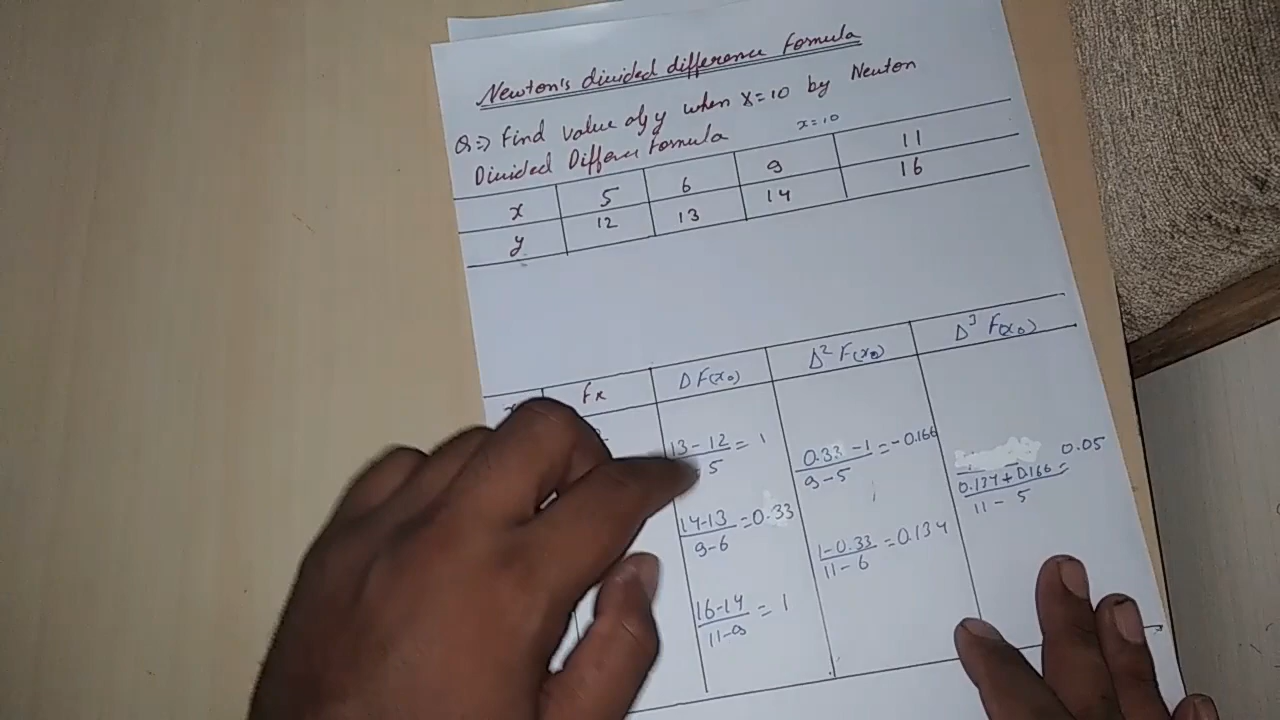 Newton's divided difference formula
Q=> Find value of y when x=10 by Newton
Divided Differnce Formula x=10
x 5 6 9 11
y 12 13 14 16
Fx ΔF(x₀) Δ² F(x₀) Δ³ F(x₀)
13-12 = 1
5
14-13 = 0.33
9-6
16-14 = 1
11-9
0.33-1 = -0.166
9-5
1-0.33 = 0.134
11-6
0.134+0.166 = 0.05
11-5